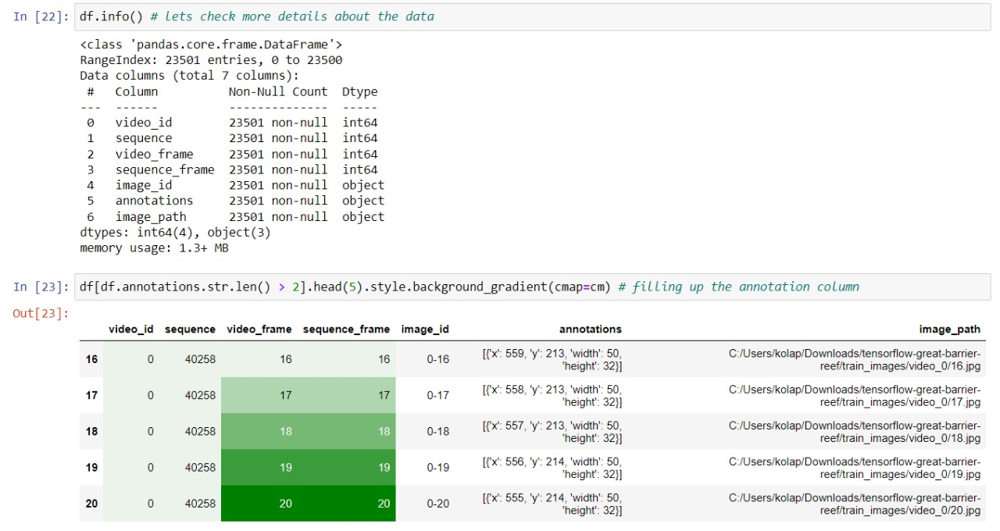 In [22]: df.info() # lets check more details about the data
<class 'pandas.core.frame.DataFrame'>
RangeIndex: 23501 entries, 0 to 23500
Data columns (total 7 columns):
#   Column          Non-Null Count  Dtype
---  ------          --------------  -----
0   video_id        23501 non-null  int64
1   sequence        23501 non-null  int64
2   video_frame     23501 non-null  int64
3   sequence_frame  23501 non-null  int64
4   image_id        23501 non-null  object
5   annotations     23501 non-null  object
6   image_path      23501 non-null  object
dtypes: int64(4), object(3)
memory usage: 1.3+ MB
In [23]: df[df.annotations.str.len() > 2].head(5).style.background_gradient(cmap=cm) # filling up the annotation column
Out[23]:
video_id sequence video_frame sequence_frame image_id annotations image_path
16 0 40258 16 16 0-16 [{'x': 559, 'y': 213, 'width': 50, C:/Users/kolap/Downloads/tensorflow-great-barrier-
'height': 32}] reef/train_images/video_0/16.jpg
17 0 40258 17 17 0-17 [{'x': 558, 'y': 213, 'width': 50, C:/Users/kolap/Downloads/tensorflow-great-barrier-
'height': 32}] reef/train_images/video_0/17.jpg
18 0 40258 18 18 0-18 [{'x': 557, 'y': 213, 'width': 50, C:/Users/kolap/Downloads/tensorflow-great-barrier-
'height': 32}] reef/train_images/video_0/18.jpg
19 0 40258 19 19 0-19 [{'x': 556, 'y': 214, 'width': 50, C:/Users/kolap/Downloads/tensorflow-great-barrier-
'height': 32}] reef/train_images/video_0/19.jpg
20 0 40258 20 20 0-20 [{'x': 555, 'y': 214, 'width': 50, C:/Users/kolap/Downloads/tensorflow-great-barrier-
'height': 32}] reef/train_images/video_0/20.jpg